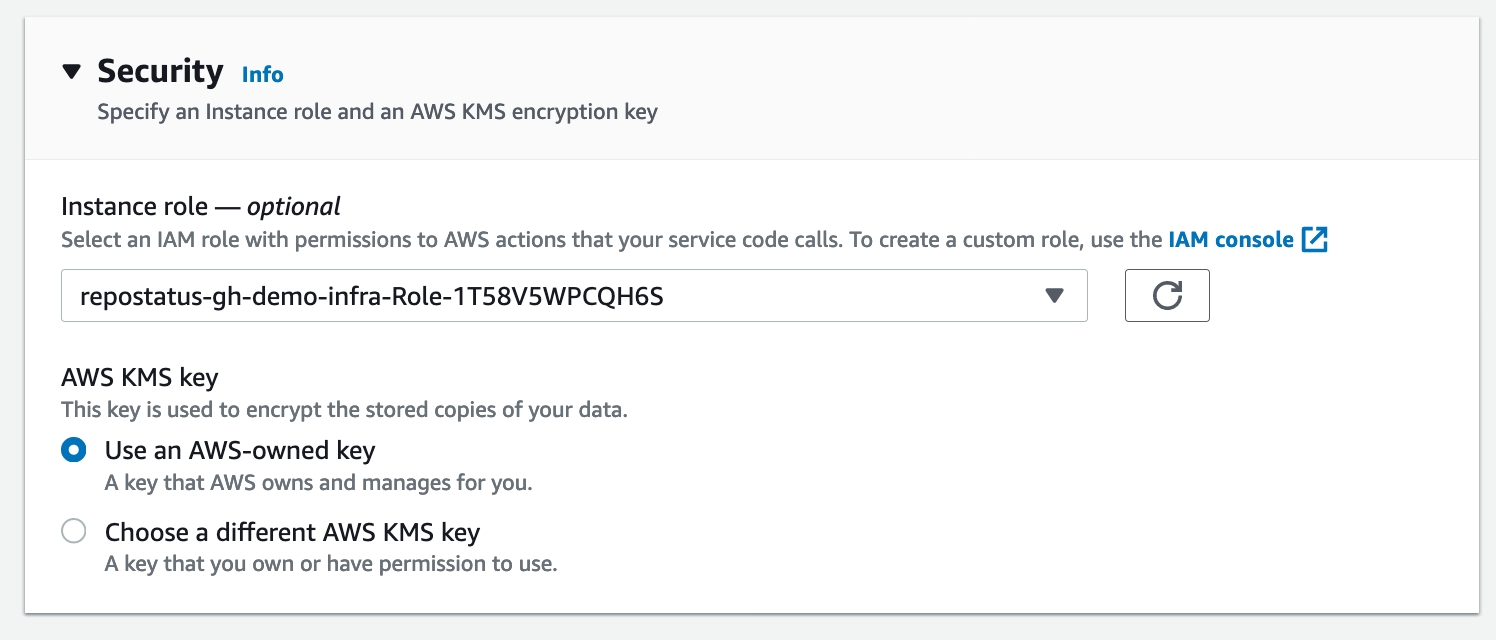 Security Info
Specify an Instance role and an AWS KMS encryption key
Instance role — optional
Select an IAM role with permissions to AWS actions that your service code calls. To create a custom role, use the IAM console
repostatus-gh-demo-infra-Role-1T58V5WPCQH6S
AWS KMS key
This key is used to encrypt the stored copies of your data.
Use an AWS-owned key
A key that AWS owns and manages for you.
Choose a different AWS KMS key
A key that you own or have permission to use.